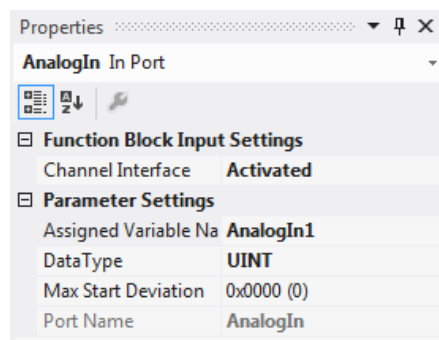 Properties
AnalogIn In Port
Function Block Input Settings
Channel Interface Activated
Parameter Settings
Assigned Variable Na AnalogIn1
DataType UINT
Max Start Deviation 0x0000 (0)
Port Name AnalogIn